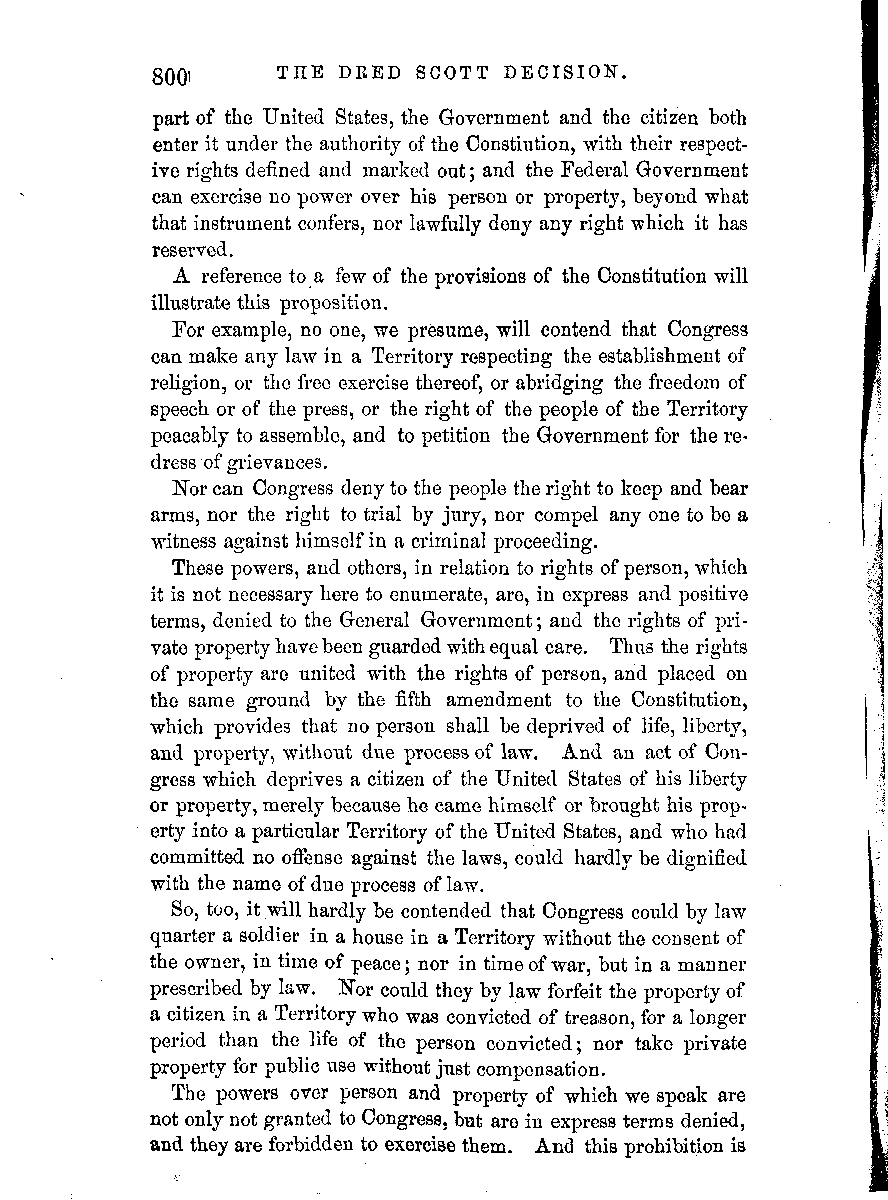 800 THE DRED SCOTT DECISION.
part of the United States, the Government and the citizen both
enter it under the authority of the Constiution, with their respect-
ive rights defined and marked out; and the Federal Government
can exercise no power over his person or property, beyond what
that instrument confers, nor lawfully deny any right which it has
reserved.
A reference to a few of the provisions of the Constitution will
illustrate this proposition.
For example, no one, we presume, will contend that Congress
can make any law in a Territory respecting the establishment of
religion, or the free exercise thereof, or abridging the freedom of
speech or of the press, or the right of the people of the Territory
peacably to assemble, and to petition the Government for the re-
dress of grievances.
Nor can Congress deny to the people the right to keep and bear
arms, nor the right to trial by jury, nor compel any one to be a
witness against himself in a criminal proceeding.
These powers, and others, in relation to rights of person, which
it is not necessary here to enumerate, are, in express and positive
terms, denied to the General Government; and the rights of pri-
vate property have been guarded with equal care. Thus the rights
of property are united with the rights of person, and placed on
the same ground by the fifth amendment to the Constitution,
which provides that no person shall be deprived of life, liberty,
and property, without due process of law. And an act of Con-
gress which deprives a citizen of the United States of his liberty
or property, merely because he came himself or brought his prop-
erty into a particular Territory of the United States, and who had
committed no offense against the laws, could hardly be dignified
with the name of due process of law.
So, too, it will hardly be contended that Congress could by law
quarter a soldier in a house in a Territory without the consent of
the owner, in time of peace; nor in time of war, but in a manner
prescribed by law. Nor could they by law forfeit the property of
a citizen in a Territory who was convicted of treason, for a longer
period than the life of the person convicted; nor take private
property for public use without just compensation.
The powers over person and property of which we speak are
not only not granted to Congress, but are in express terms denied,
and they are forbidden to exercise them. And this prohibition is